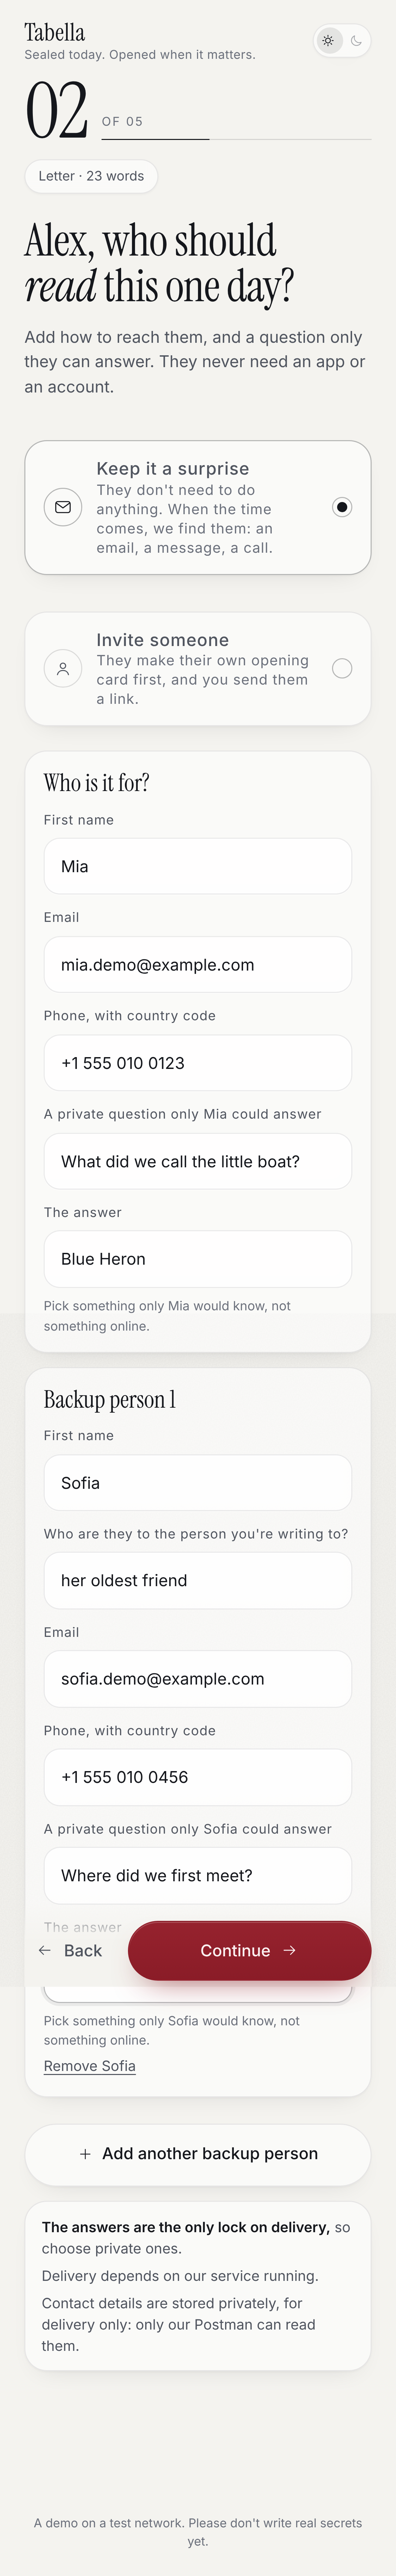 Tabella
Sealed today. Opened when it matters.
02
OF 05
Letter · 23 words
Alex, who should
read this one day?
Add how to reach them, and a question only
they can answer. They never need an app or
an account.
Keep it a surprise
They don't need to do
anything. When the time
comes, we find them: an
email, a message, a call.
Invite someone
They make their own opening
card first, and you send them
a link.
Who is it for?
First name
Mia
Email
mia.demo@example.com
Phone, with country code
+1 555 010 0123
A private question only Mia could answer
What did we call the little boat?
The answer
Blue Heron
Pick something only Mia would know, not
something online.
Backup person 1
First name
Sofia
Who are they to the person you're writing to?
her oldest friend
Email
sofia.demo@example.com
Phone, with country code
+1 555 010 0456
A private question only Sofia could answer
Where did we first meet?
The answer
← Back
Continue →
Pick something only Sofia would know, not
something online.
Remove Sofia
+ Add another backup person
The answers are the only lock on delivery, so
choose private ones.
Delivery depends on our service running.
Contact details are stored privately, for
delivery only: only our Postman can read
them.
A demo on a test network. Please don't write real secrets
yet.